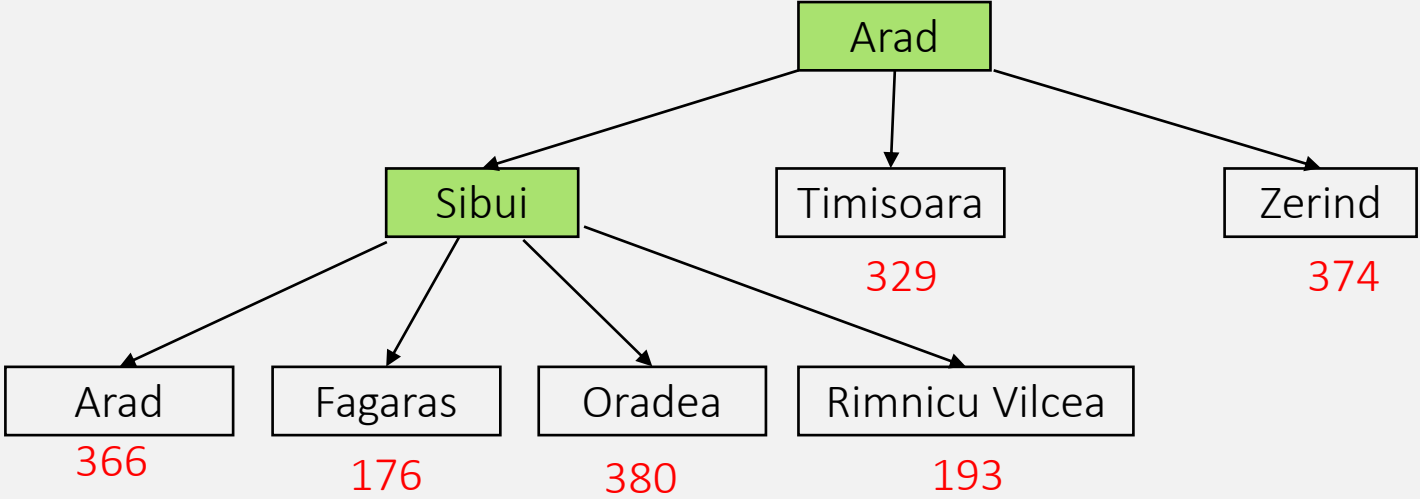 Arad
Sibui
Timisoara
Zerind
329
374
Arad
Fagaras
Oradea
Rimnicu Vilcea
366
176
380
193